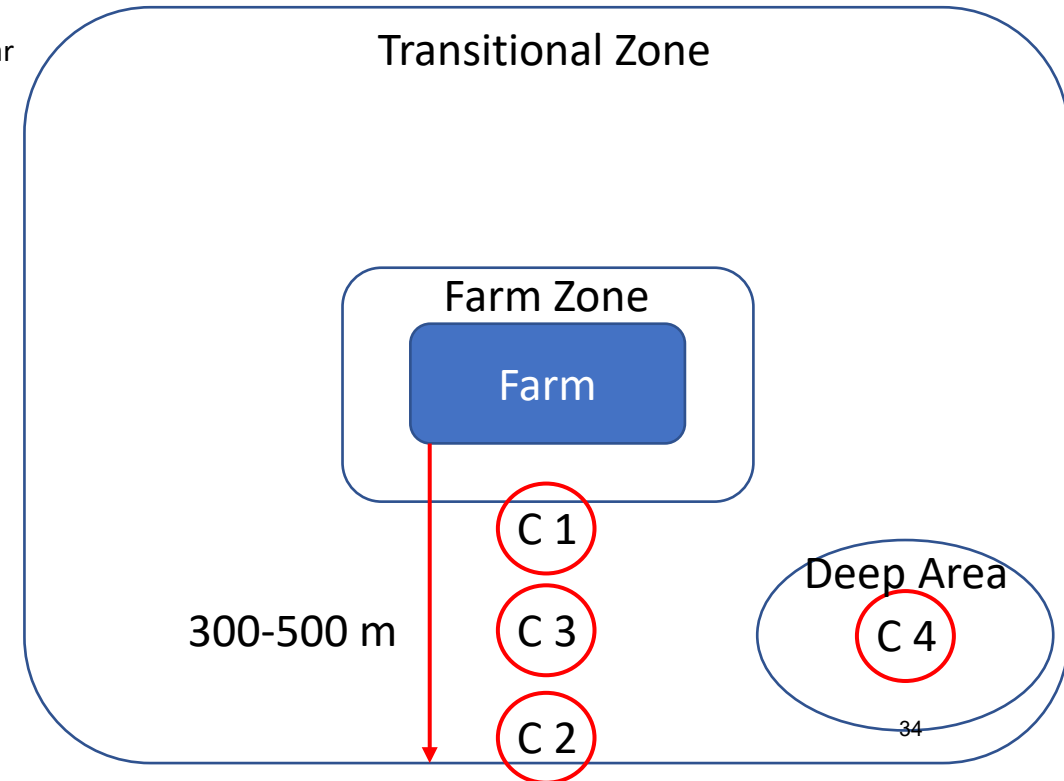 Transitional Zone
Farm Zone
Farm
C 1
300-500 m
C 3
Deep Area
C 4
C 2
34